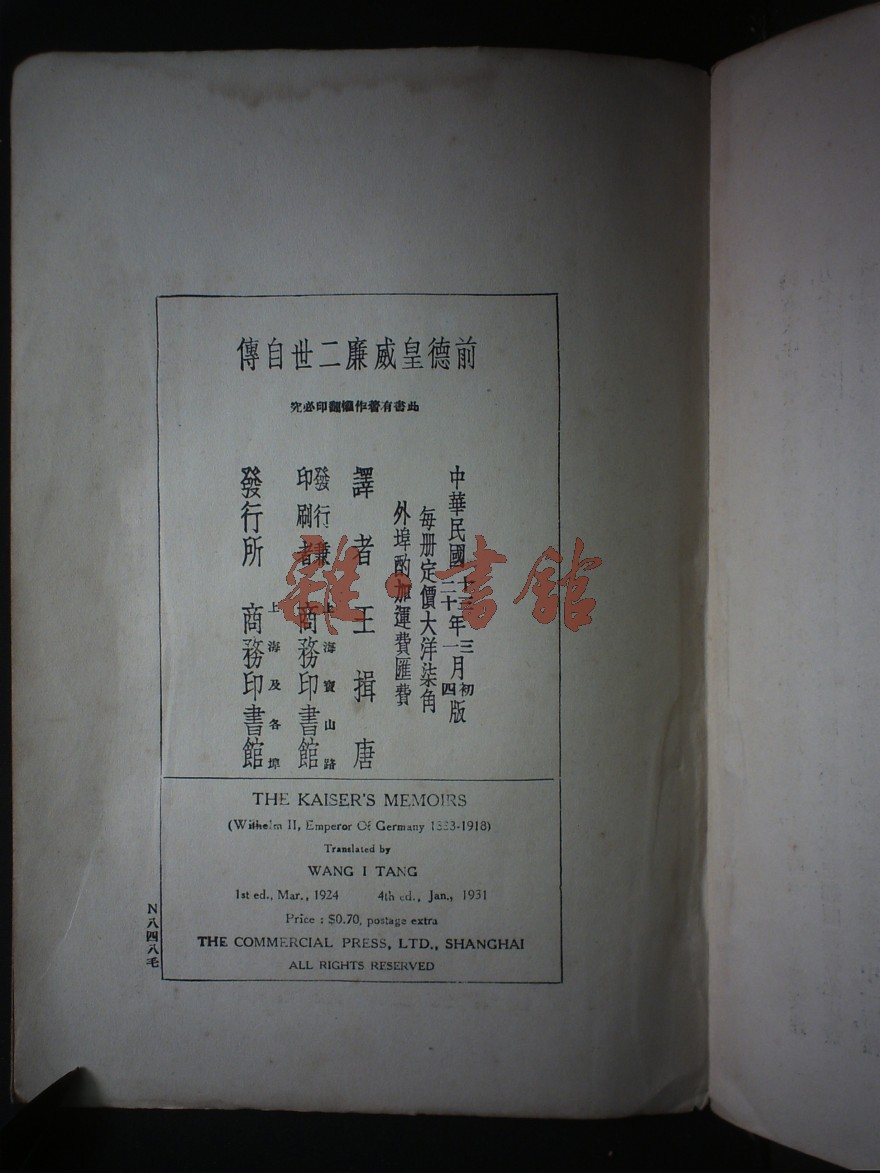 前德皇威廉二世自傳
此書有著作權翻印必究
中華民國十三年三月初版
二十年一月四版
每册定價大洋柒角
外埠酌加運費匯費
譯者 王揖唐
發行兼印刷者 上海寶山路 商務印書館
發行所 上海及各埠 商務印書館
THE KAISER'S MEMOIRS
(Wilhelm II, Emperor Of Germany 1888-1918)
Translated by
WANG I TANG
1st ed., Mar., 1924 4th ed., Jan., 1931
Price : $0.70, postage extra
THE COMMERCIAL PRESS, LTD., SHANGHAI
ALL RIGHTS RESERVED
N八四八毛
雜·書館